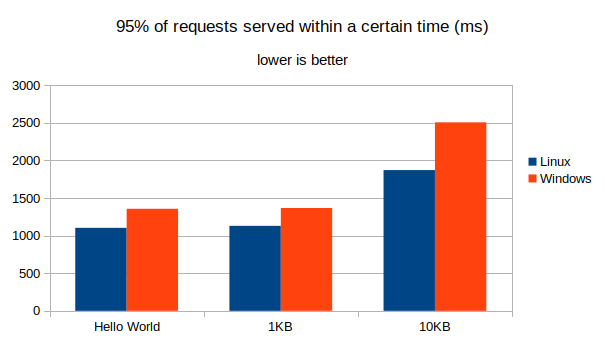 95% of requests served within a certain time (ms)
lower is better
3000
2500
2000
1500
1000
500
0
Linux
Windows
Hello World 1KB 10KB